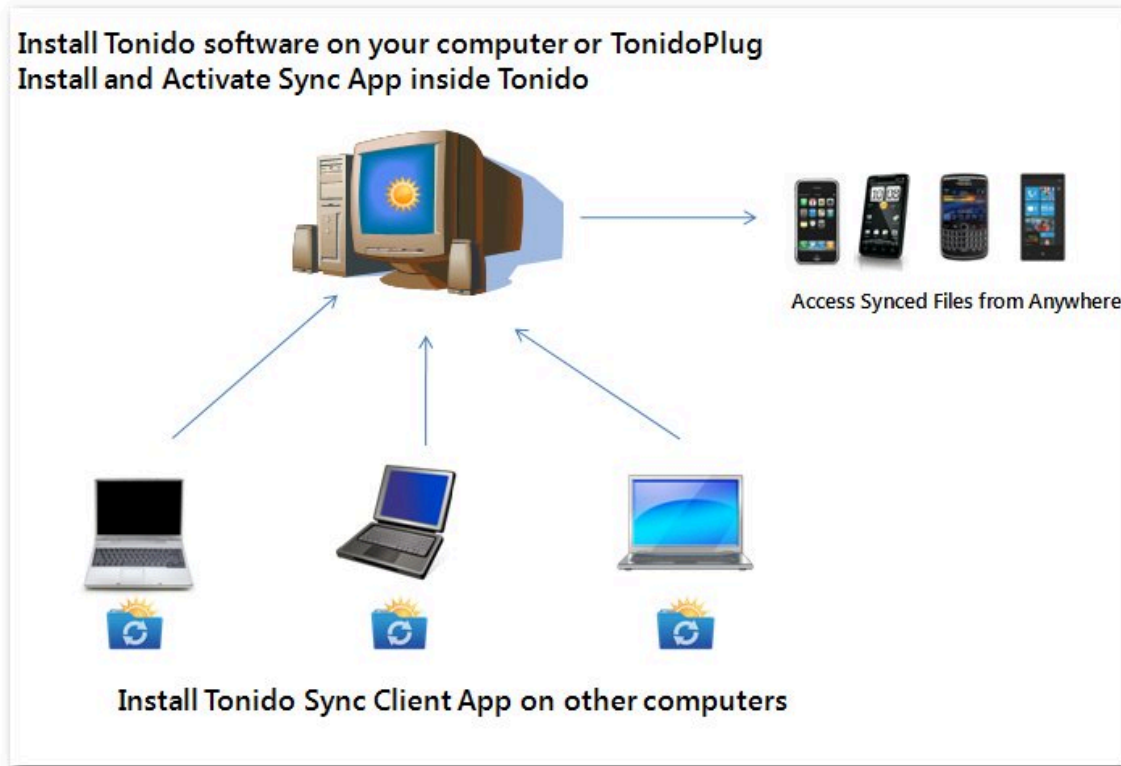 Install Tonido software on your computer or TonidoPlug
Install and Activate Sync App inside Tonido
Access Synced Files from Anywhere
Install Tonido Sync Client App on other computers